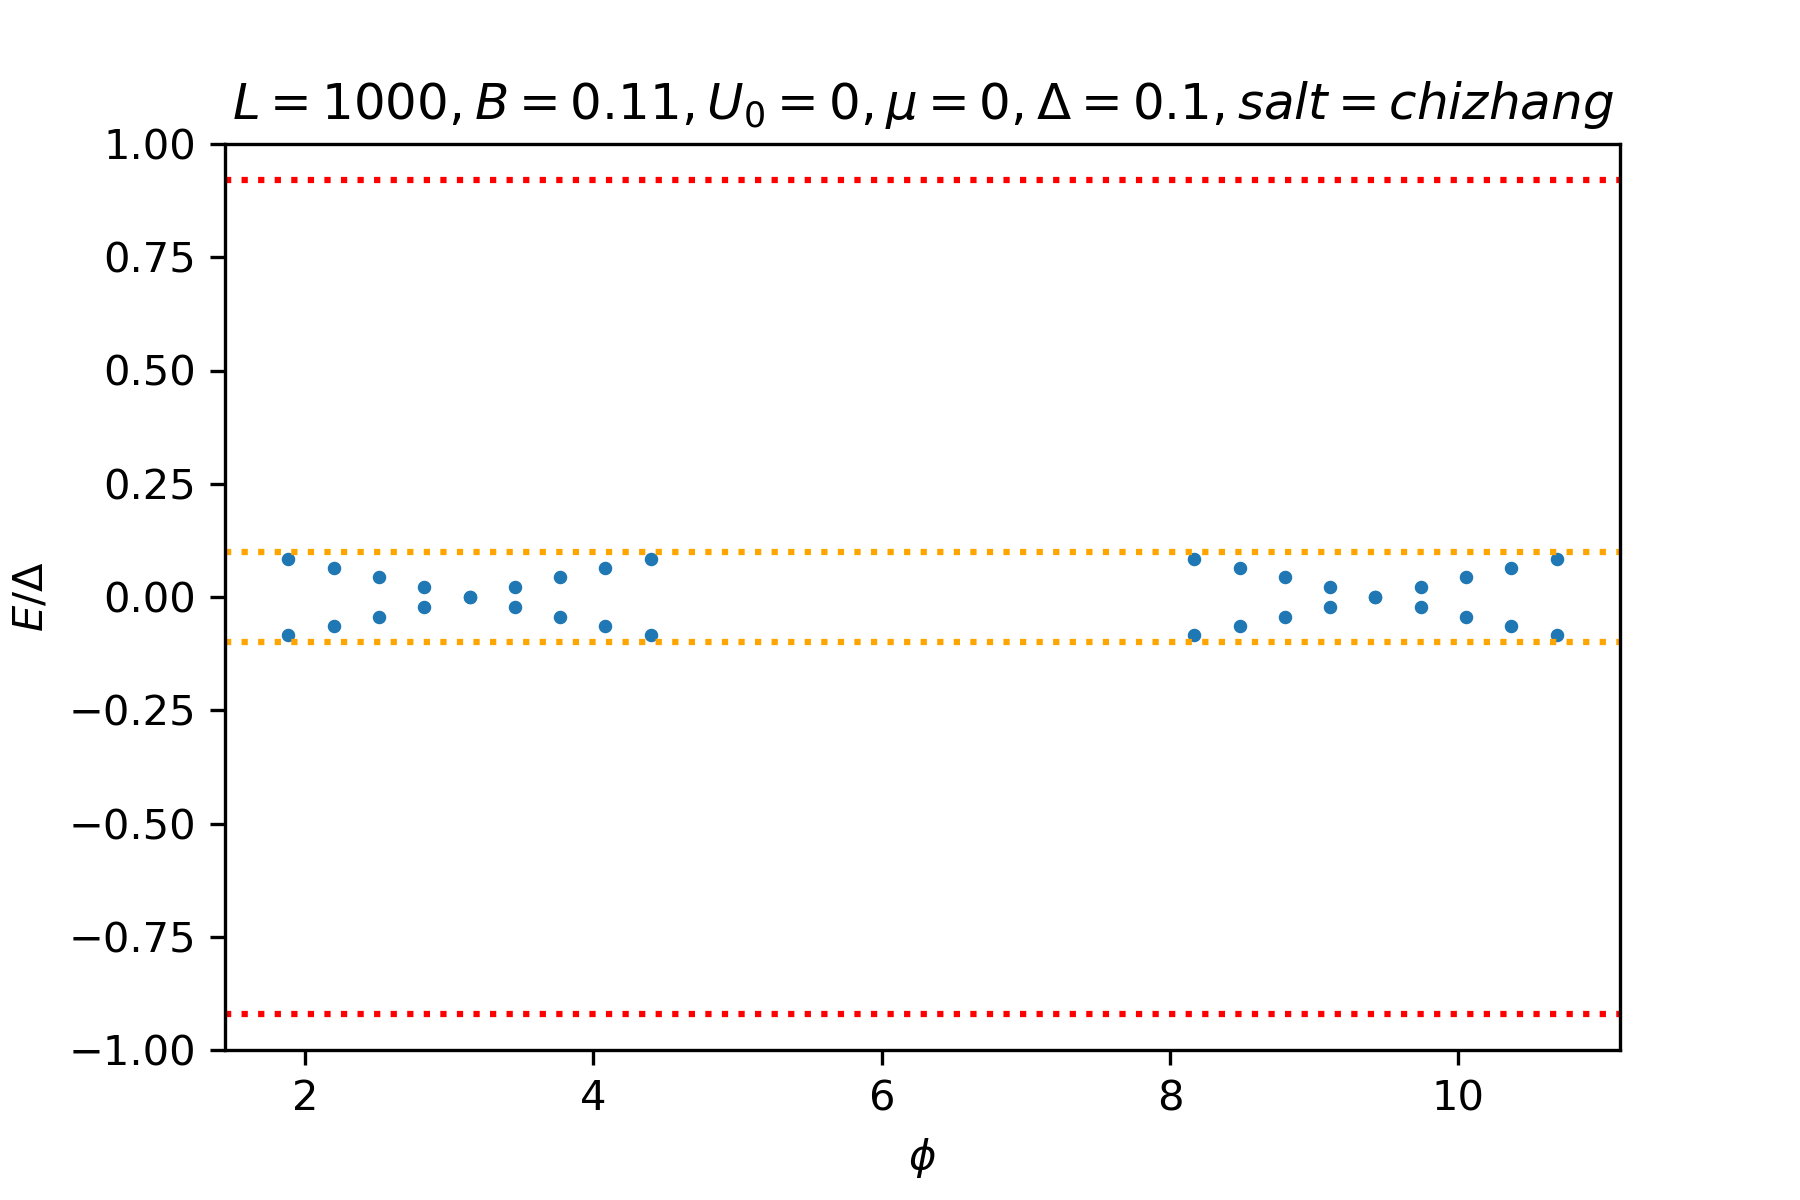 L = 1000, B = 0.11, U₀ = 0, μ = 0, Δ = 0.1, salt = chizhang
1.00
0.75
0.50
0.25
0.00
−0.25
−0.50
−0.75
−1.00
E/Δ
2 4 6 8 10
ϕ